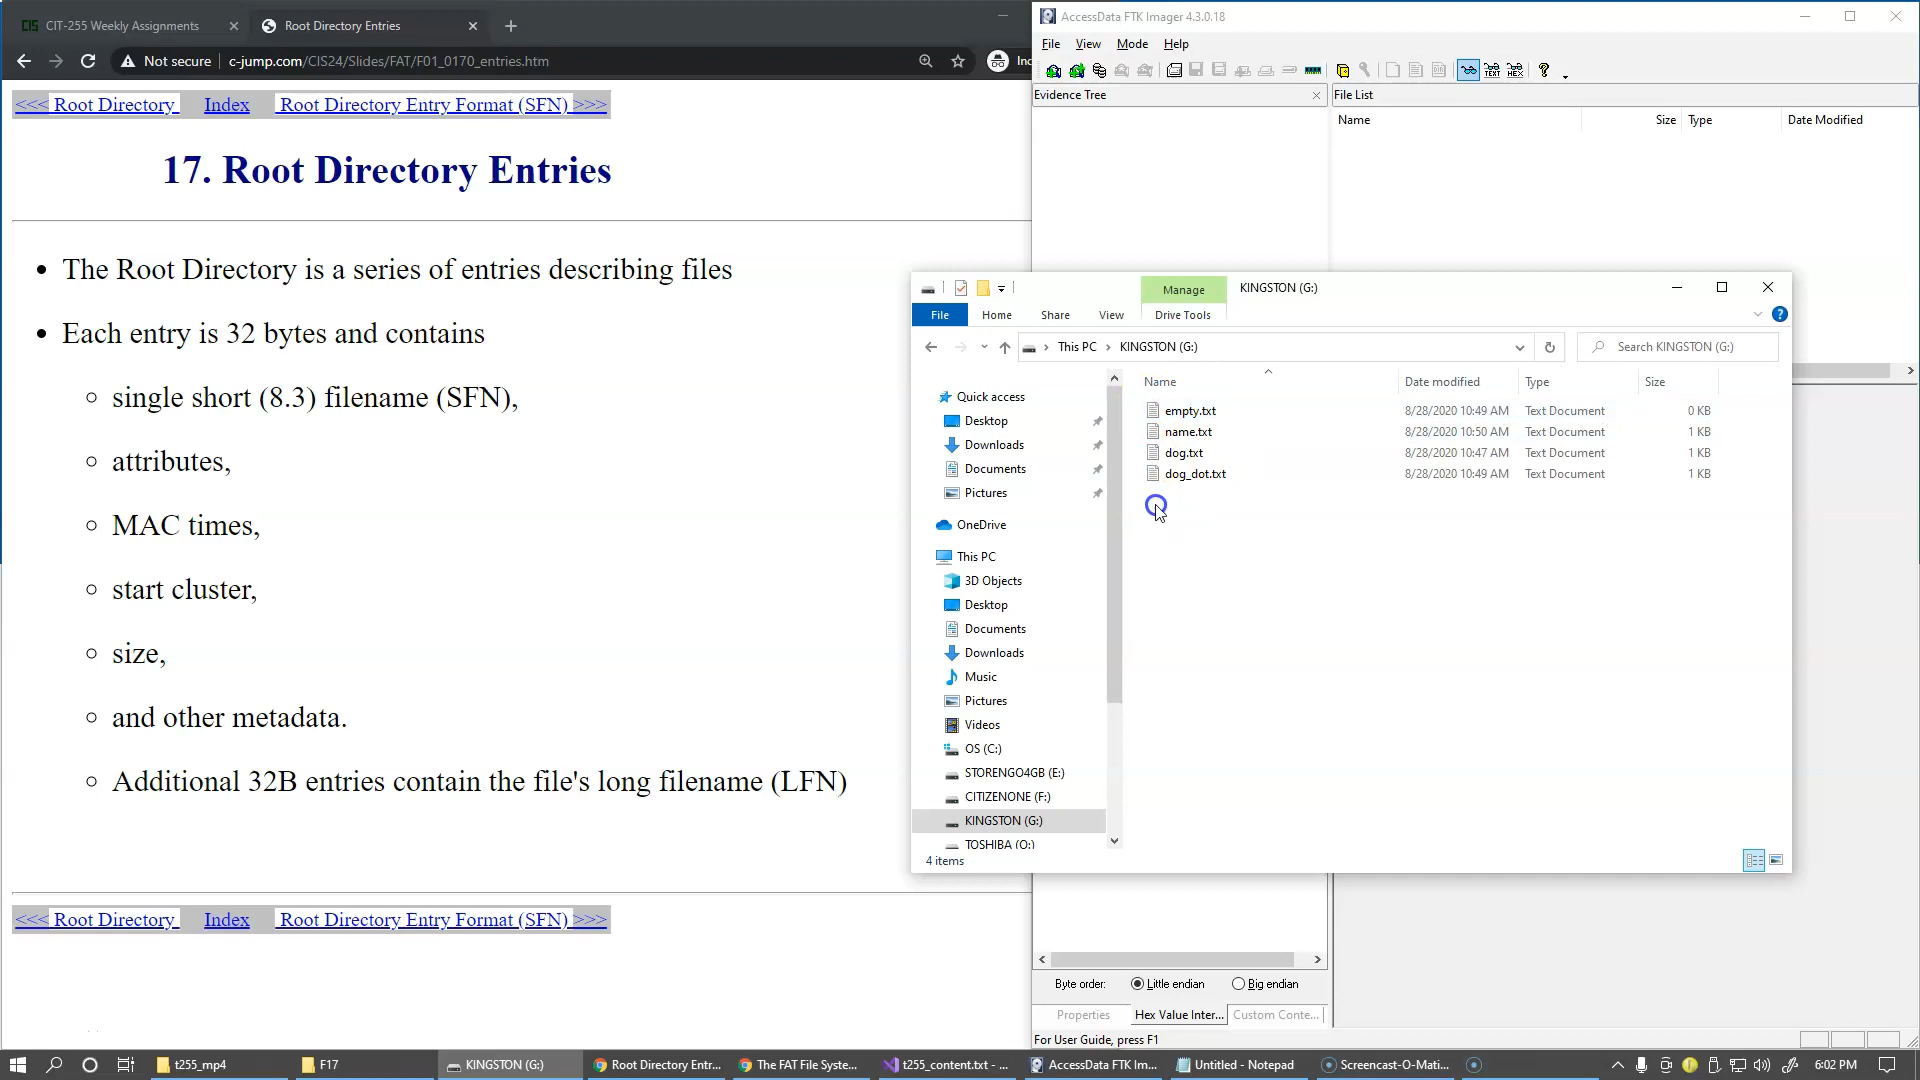 CIT-255 Weekly Assignments
Root Directory Entries
Not secure
c-jump.com/CIS24/Slides/FAT/F01_0170_entries.htm
<<< Root Directory Index Root Directory Entry Format (SFN) >>>
17. Root Directory Entries
The Root Directory is a series of entries describing files
Each entry is 32 bytes and contains
single short (8.3) filename (SFN),
attributes,
MAC times,
start cluster,
size,
and other metadata.
Additional 32B entries contain the file's long filename (LFN)
<<< Root Directory Index Root Directory Entry Format (SFN) >>>
AccessData FTK Imager 4.3.0.18
File View Mode Help
Evidence Tree
File List
Name Size Type Date Modified
Manage KINGSTON (G:)
File Home Share View Drive Tools
This PC > KINGSTON (G:)
Search KINGSTON (G:)
Quick access
Desktop
Downloads
Documents
Pictures
OneDrive
This PC
3D Objects
Desktop
Documents
Downloads
Music
Pictures
Videos
OS (C:)
STORENGO4GB (E:)
CITIZENONE (F:)
KINGSTON (G:)
TOSHIBA (O:)
Name Date modified Type Size
empty.txt 8/28/2020 10:49 AM Text Document 0 KB
name.txt 8/28/2020 10:50 AM Text Document 1 KB
dog.txt 8/28/2020 10:47 AM Text Document 1 KB
dog_dot.txt 8/28/2020 10:49 AM Text Document 1 KB
4 items
Byte order: Little endian Big endian
Properties Hex Value Inter... Custom Conte...
For User Guide, press F1
t255_mp4
F17
KINGSTON (G:)
Root Directory Entr...
The FAT File Syste...
t255_content.txt - ...
AccessData FTK Im...
Untitled - Notepad
Screencast-O-Mati...
6:02 PM